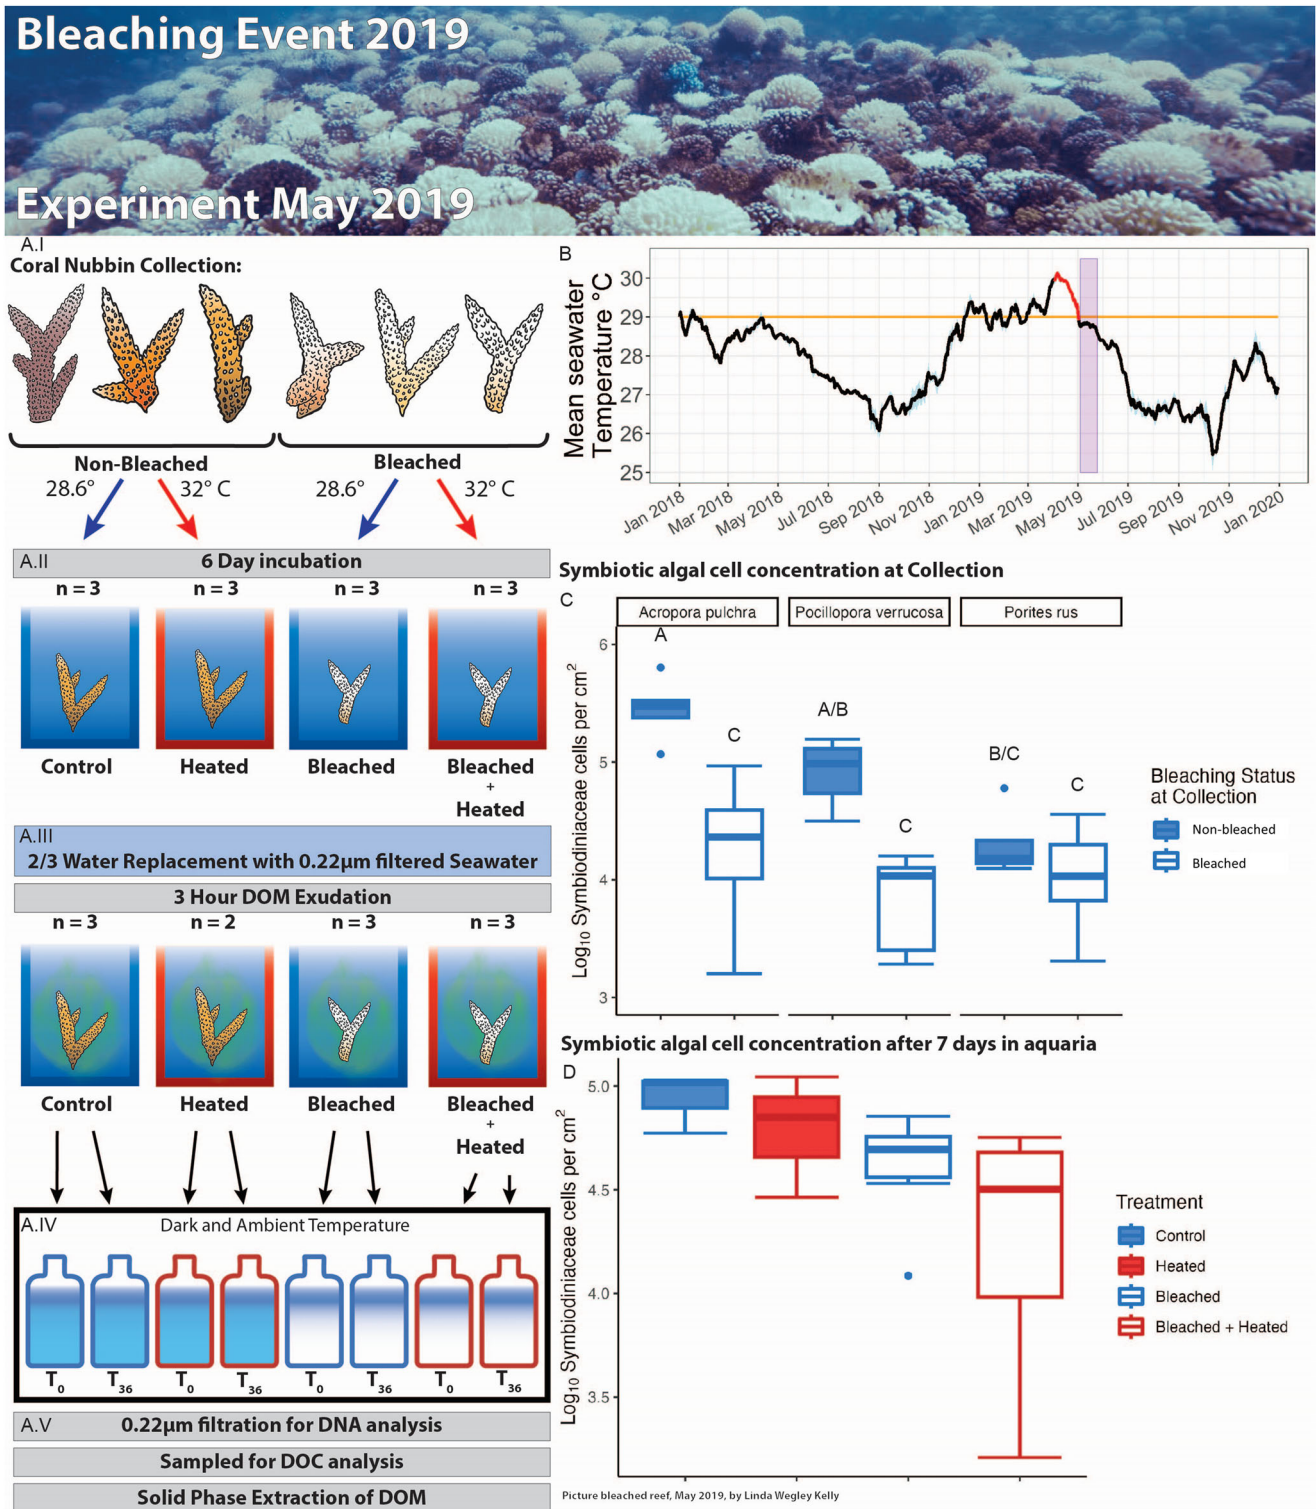 Bleaching Event 2019
Experiment May 2019
A.I
Coral Nubbin Collection:
Non-Bleached
Bleached
28.6°
32° C
28.6°
32° C
A.II
6 Day incubation
n = 3
n = 3
n = 3
n = 3
Control
Heated
Bleached
Bleached
+
Heated
A.III
2/3 Water Replacement with 0.22µm filtered Seawater
3 Hour DOM Exudation
n = 3
n = 2
n = 3
n = 3
Control
Heated
Bleached
Bleached
+
Heated
A.IV
Dark and Ambient Temperature
T0
T36
T0
T36
T0
T36
T0
T36
A.V
0.22µm filtration for DNA analysis
Sampled for DOC analysis
Solid Phase Extraction of DOM
B
Mean seawater
Temperature °C
30
29
28
27
26
25
Jan 2018
Mar 2018
May 2018
Jul 2018
Sep 2018
Nov 2018
Jan 2019
Mar 2019
May 2019
Jul 2019
Sep 2019
Nov 2019
Jan 2020
Symbiotic algal cell concentration at Collection
C
Acropora pulchra
Pocillopora verrucosa
Porites rus
Log10 Symbiodiniaceae cells per cm2
6
5
4
3
A
C
A/B
C
B/C
C
Bleaching Status
at Collection
Non-bleached
Bleached
Symbiotic algal cell concentration after 7 days in aquaria
D
Log10 Symbiodiniaceae cells per cm2
5.0
4.5
4.0
3.5
Treatment
Control
Heated
Bleached
Bleached + Heated
Picture bleached reef, May 2019, by Linda Wegley Kelly